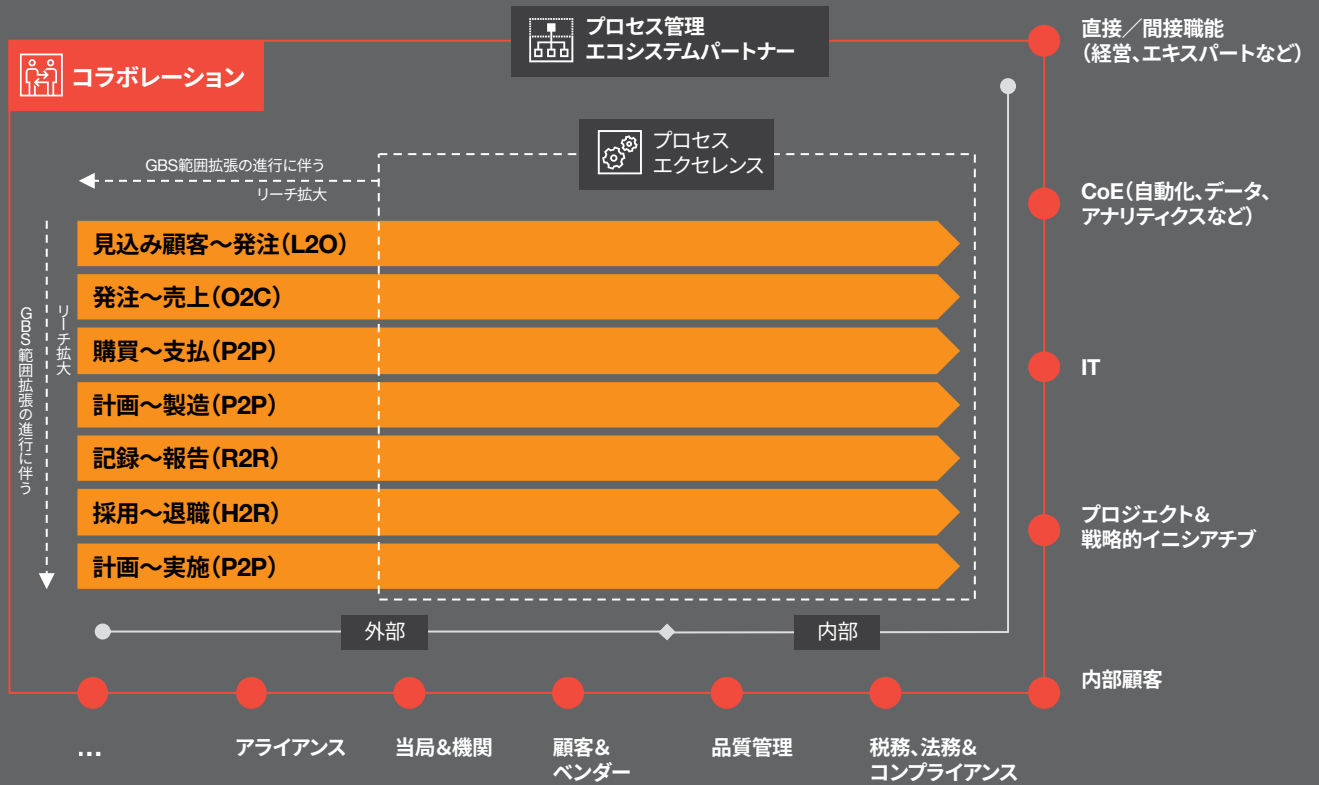 プロセス管理
エコシステムパートナー
コラボレーション
直接／間接職能
（経営、エキスパートなど）
プロセス
エクセレンス
GBS範囲拡張の進行に伴う
リーチ拡大
CoE（自動化、データ、
アナリティクスなど）
見込み顧客～発注（L2O）
発注～売上（O2C）
購買～支払（P2P）
計画～製造（P2P）
記録～報告（R2R）
採用～退職（H2R）
計画～実施（P2P）
GBS範囲拡張の進行に伴う
リーチ拡大
IT
プロジェクト＆
戦略的イニシアチブ
外部
内部
内部顧客
…
アライアンス
当局＆機関
顧客＆
ベンダー
品質管理
税務、法務＆
コンプライアンス